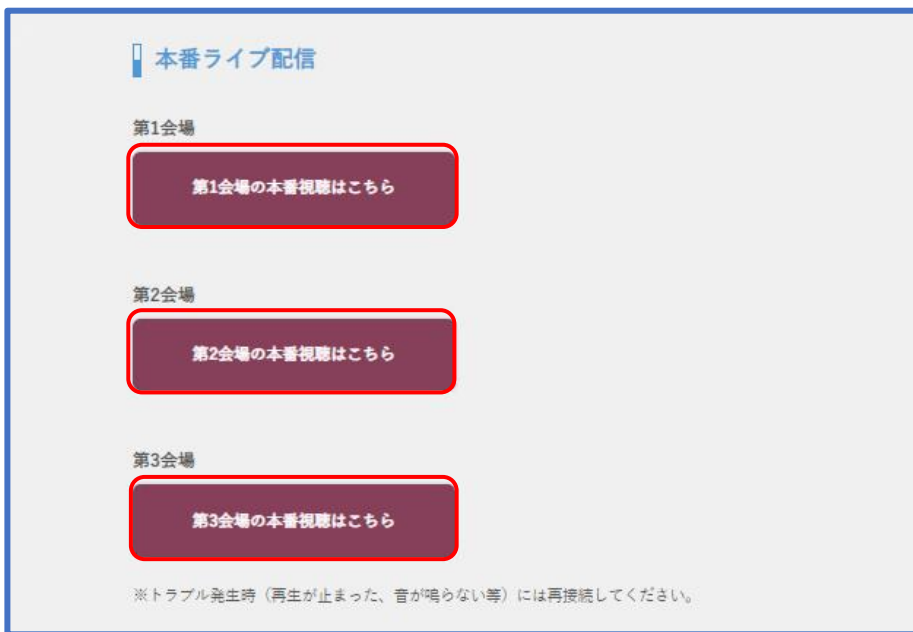 本番ライブ配信
第1会場
第1会場の本番視聴はこちら
第2会場
第2会場の本番視聴はこちら
第3会場
第3会場の本番視聴はこちら
※トラブル発生時（再生が止まった、音が鳴らない等）には再接続してください。